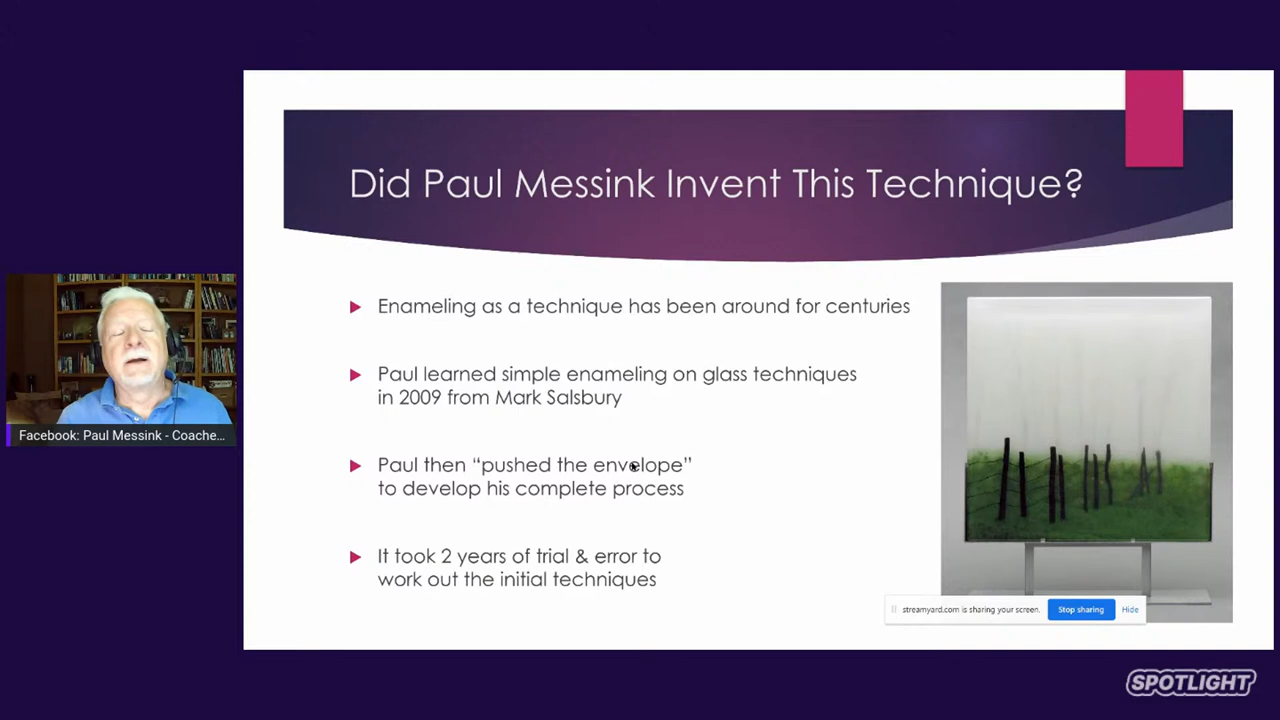 Did Paul Messink Invent This Technique?
Enameling as a technique has been around for centuries
Paul learned simple enameling on glass techniques
in 2009 from Mark Salsbury
Paul then “pushed the envelope”
to develop his complete process
It took 2 years of trial & error to
work out the initial techniques
Facebook: Paul Messink - Coache...
streamyard.com is sharing your screen.
Stop sharing
Hide
SPOTLIGHT